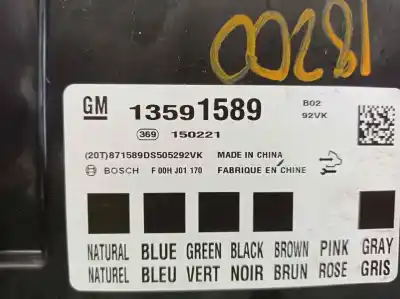 00281
GM 13591589 B02
92VK
369 150221
(20T)871589DS505292VK MADE IN CHINA
BOSCH F 00H J01 170 FABRIQUÉ EN CHINE
NATURAL BLUE GREEN BLACK BROWN PINK GRAY
NATUREL BLEU VERT NOIR BRUN ROSE GRIS